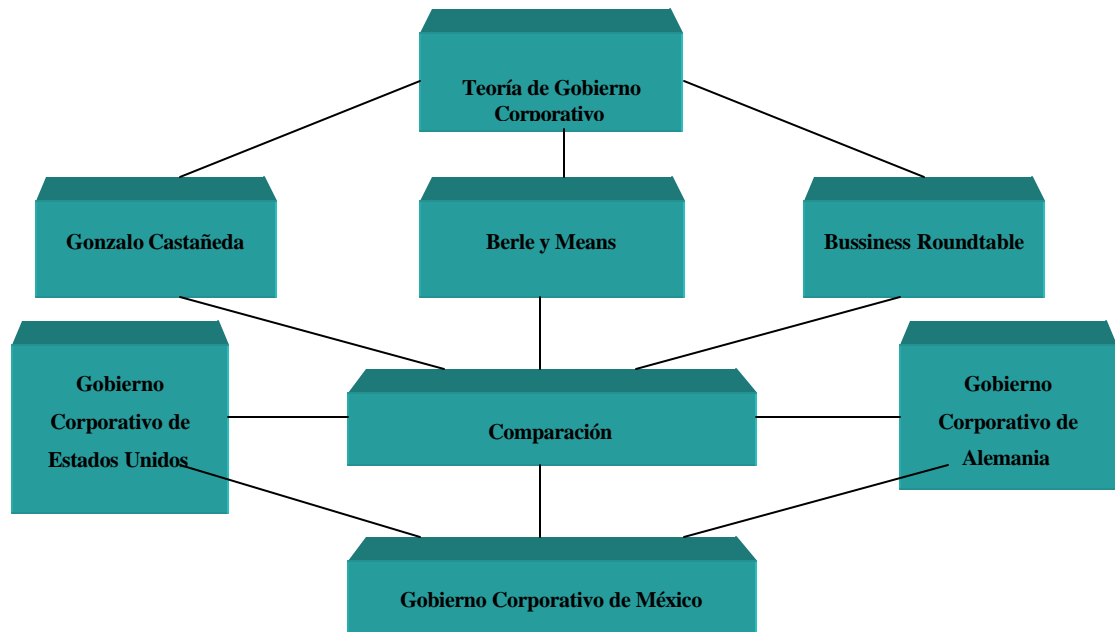 Teoría de Gobierno
Corporativo
Gonzalo Castañeda
Berle y Means
Bussiness Roundtable
Gobierno
Corporativo de
Estados Unidos
Comparación
Gobierno
Corporativo de
Alemania
Gobierno Corporativo de México